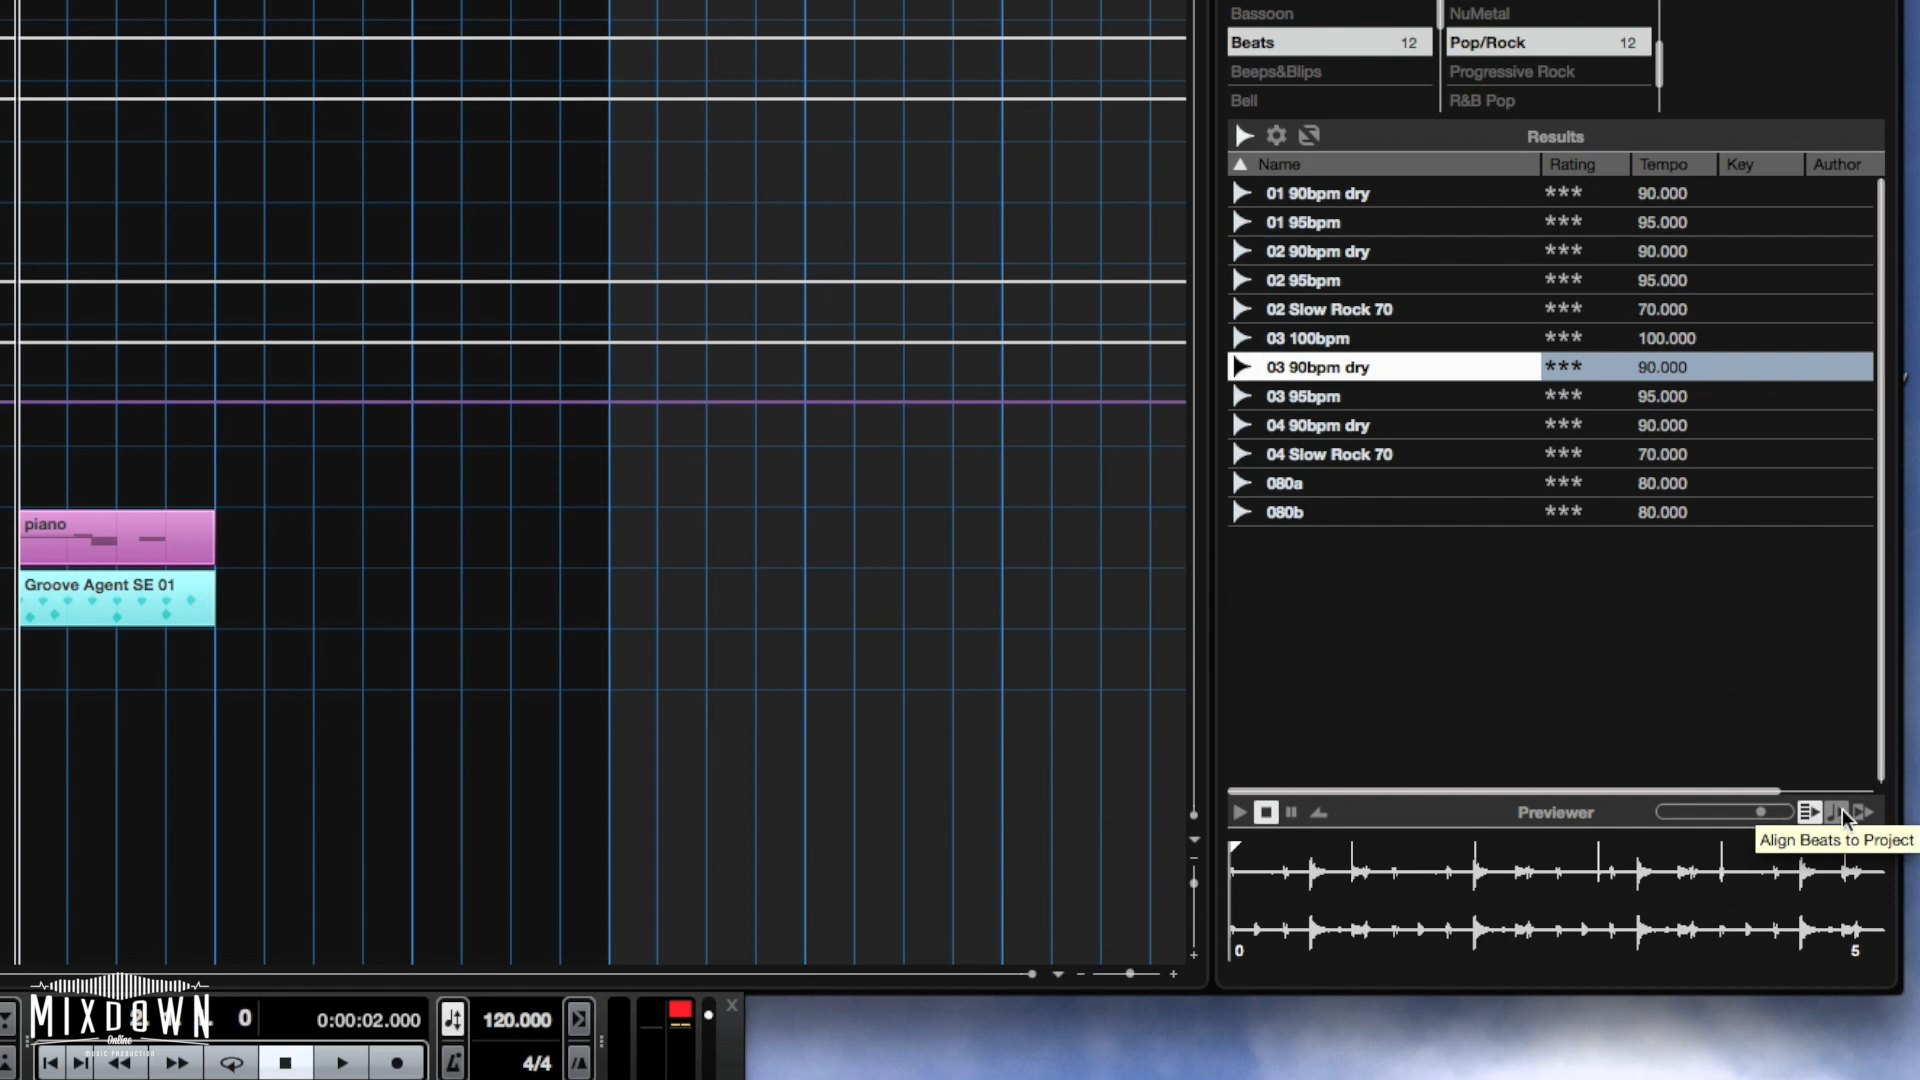 Bassoon
NuMetal
Beats 12
Pop/Rock 12
Beeps&Blips
Progressive Rock
Bell
R&B Pop
Results
Name Rating Tempo Key Author
01 90bpm dry *** 90.000
01 95bpm *** 95.000
02 90bpm dry *** 90.000
02 95bpm *** 95.000
02 Slow Rock 70 *** 70.000
03 100bpm *** 100.000
03 90bpm dry *** 90.000
03 95bpm *** 95.000
04 90bpm dry *** 90.000
04 Slow Rock 70 *** 70.000
080a *** 80.000
080b *** 80.000
piano
Groove Agent SE 01
Previewer
Align Beats to Project
0 5
MIXDOWN
Online
MUSIC PRODUCTION
0 0:00:02.000 120.000
4/4
X